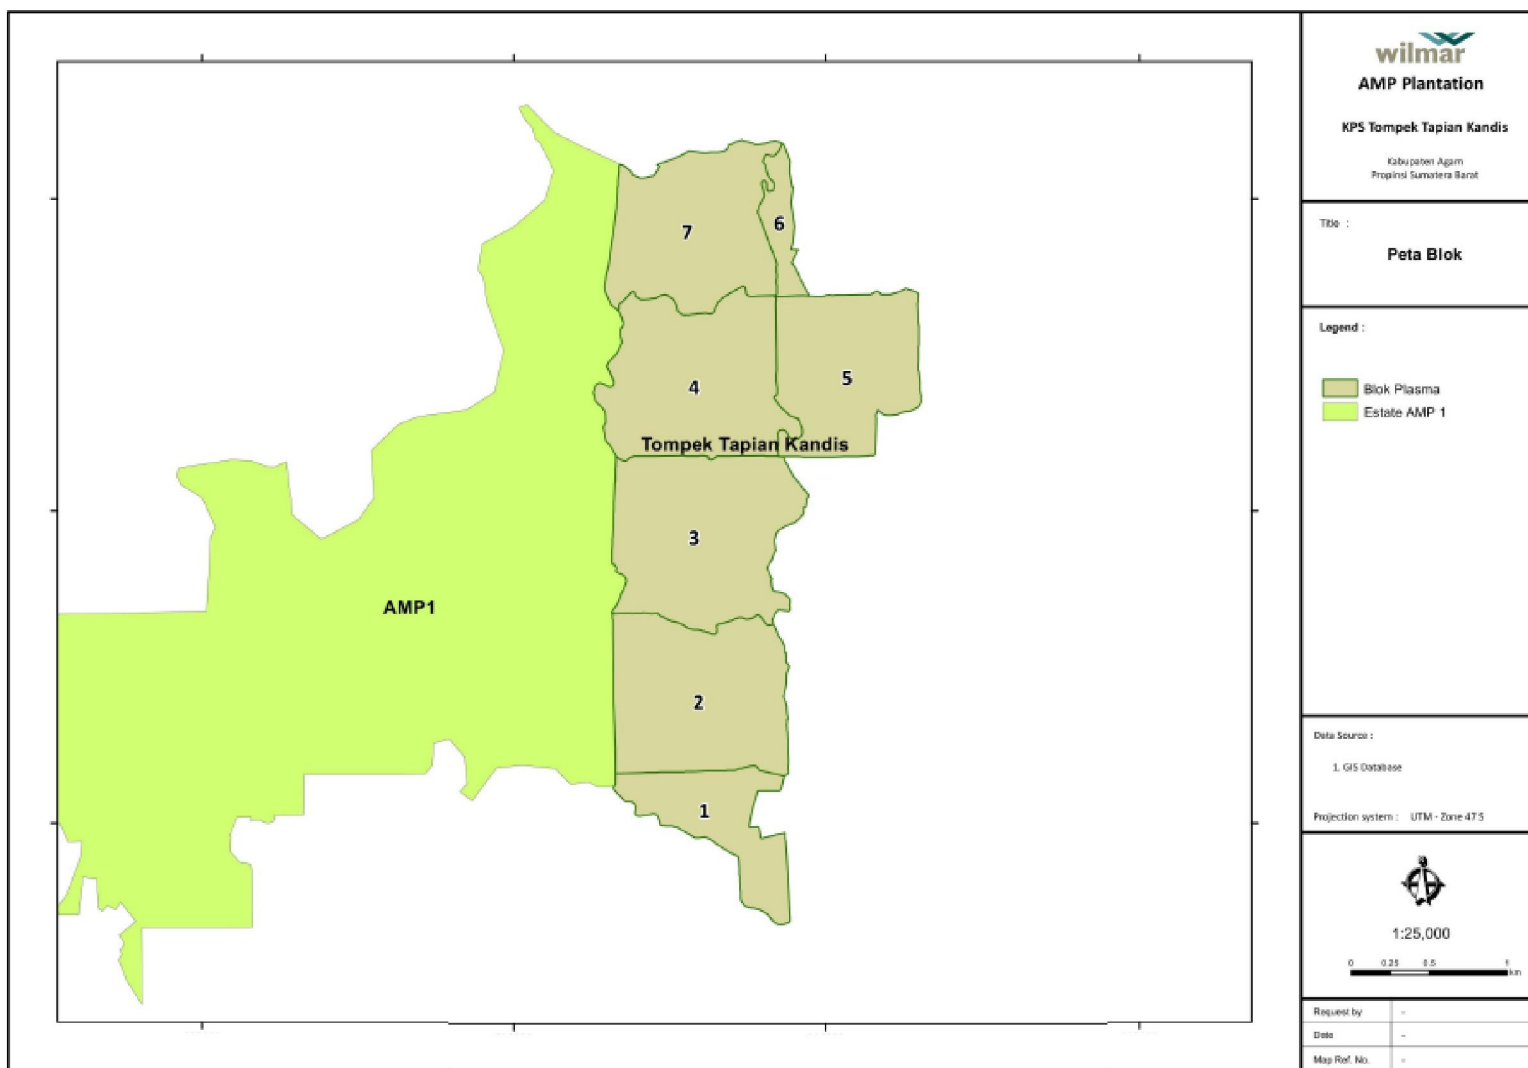 7
6
4
5
Tompek Tapian Kandis
3
AMP1
2
1
wilmar
AMP Plantation
KPS Tompek Tapian Kandis
Kabupaten Agam
Propinsi Sumatera Barat
Title :
Peta Blok
Legend :
Blok Plasma
Estate AMP 1
Data Source :
1. GIS Database
Projection system : UTM - Zone 47 S
1:25,000
0 0.25 0.5 1
km
Request by -
Date -
Map Ref. No. -